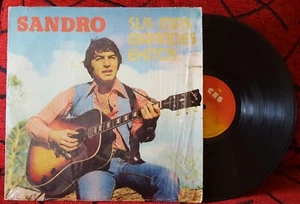 SANDRO
SUS MAS
GRANDES
EXITOS...
CBS